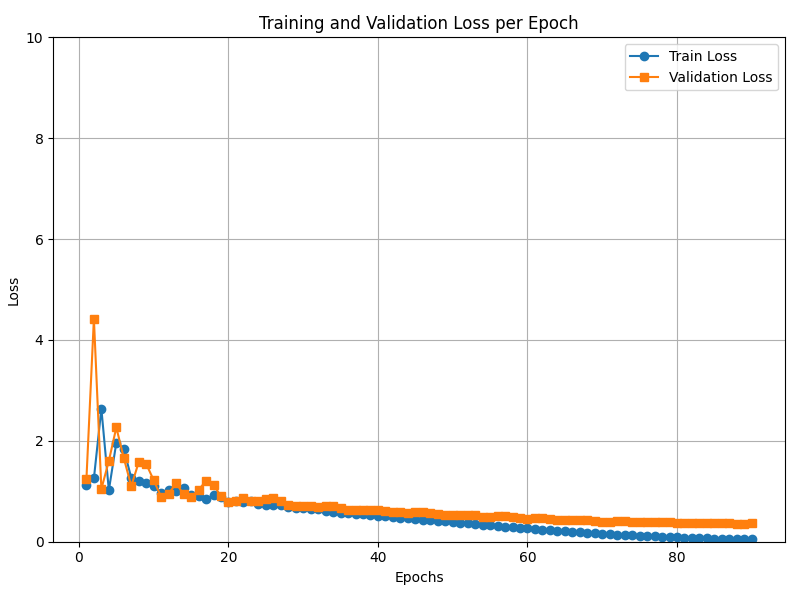 Training and Validation Loss per Epoch
Train Loss
Validation Loss
10
8
6
4
2
0
Loss
0 20 40 60 80
Epochs